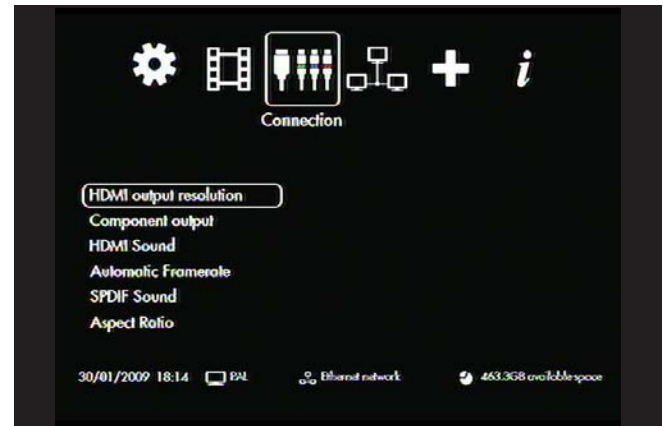 Connection
HDMI output resolution
Component output
HDMI Sound
Automatic Framerate
SPDIF Sound
Aspect Ratio
30/01/2009 18:14 PAL Ethernet network 463.3GB available space